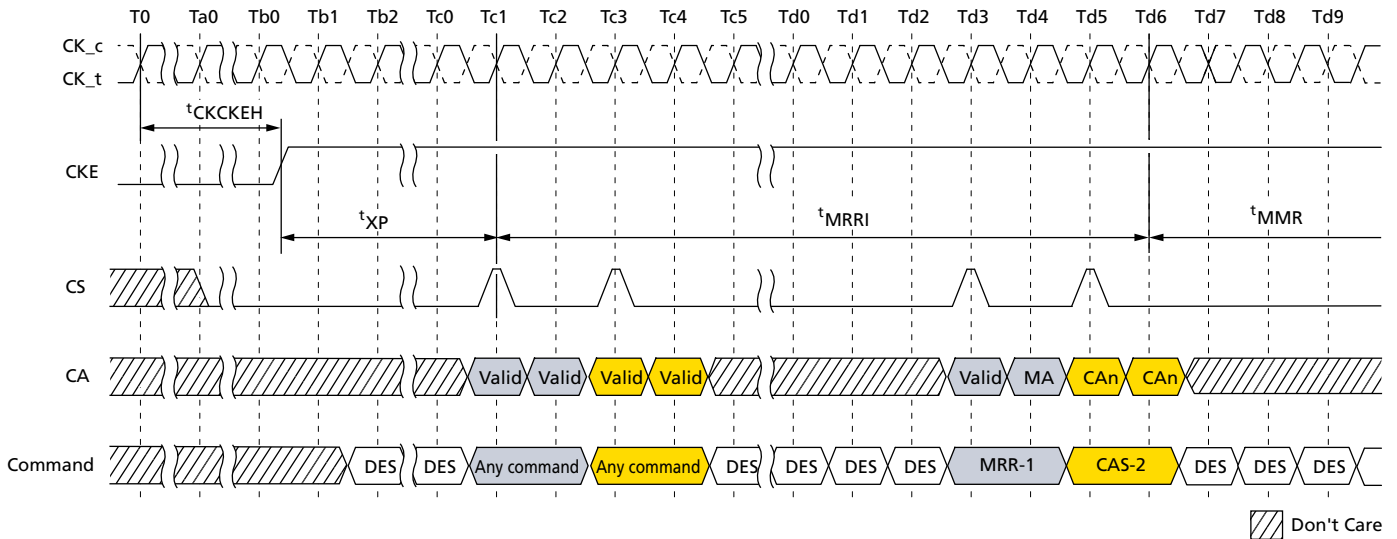 T0 Ta0 Tb0 Tb1 Tb2 Tc0 Tc1 Tc2 Tc3 Tc4 Tc5 Td0 Td1 Td2 Td3 Td4 Td5 Td6 Td7 Td8 Td9
CK_c
CK_t
tCKCKEH
CKE
tXP tMRRI tMMR
CS
CA Valid Valid Valid Valid Valid MA CAn CAn
Command DES DES Any command Any command DES DES DES DES MRR-1 CAS-2 DES DES DES
Don't Care